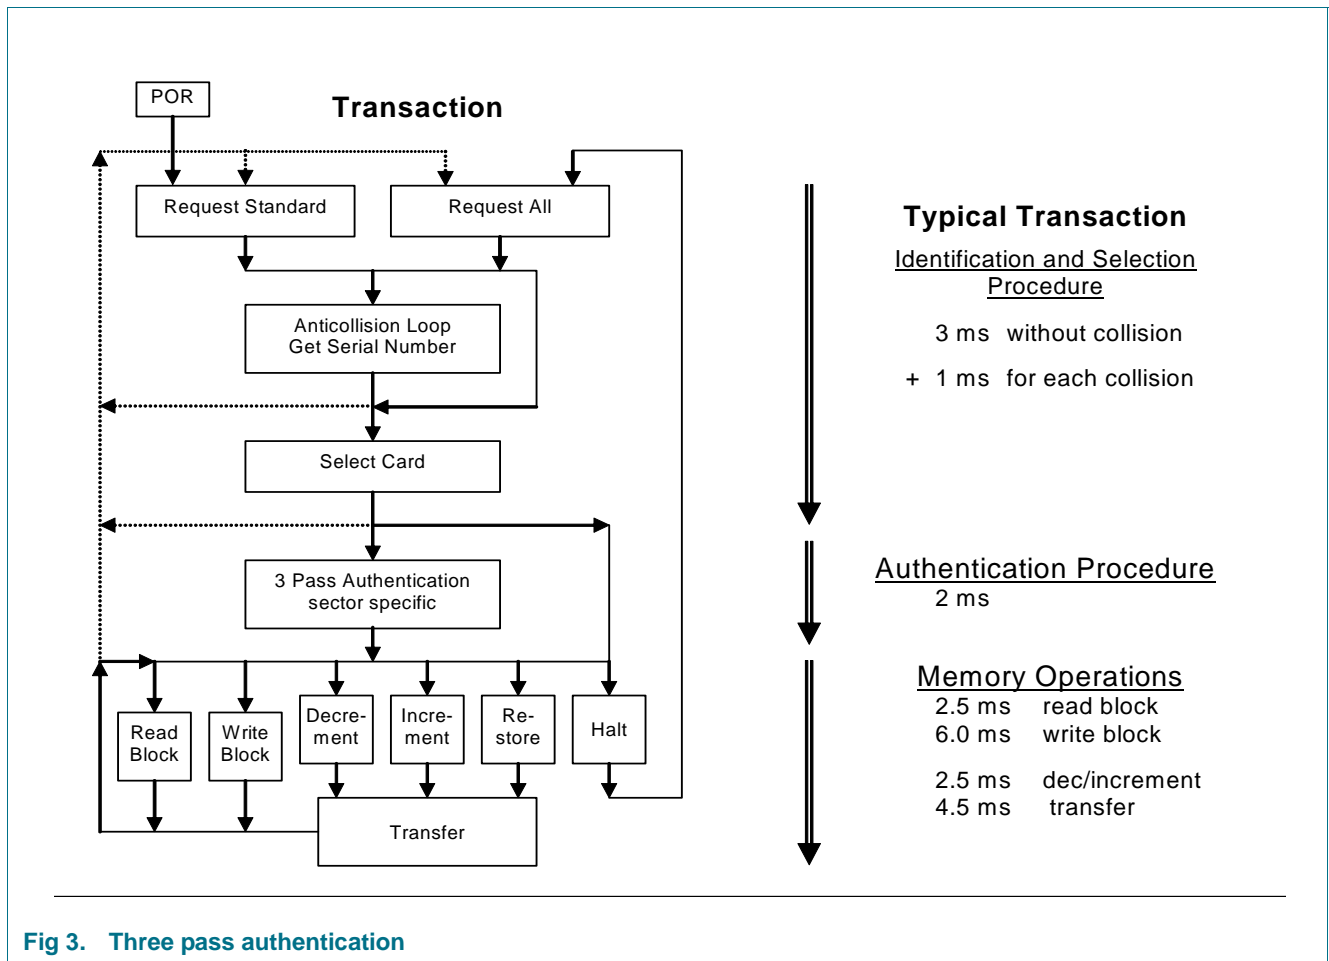 POR
Transaction
Request Standard
Request All
Anticollision Loop
Get Serial Number
Select Card
3 Pass Authentication
sector specific
Read
Block
Write
Block
Decre-
ment
Incre-
ment
Re-
store
Halt
Transfer
Typical Transaction
Identification and Selection
Procedure
3 ms without collision
+ 1 ms for each collision
Authentication Procedure
2 ms
Memory Operations
2.5 ms read block
6.0 ms write block
2.5 ms dec/increment
4.5 ms transfer
Fig 3. Three pass authentication